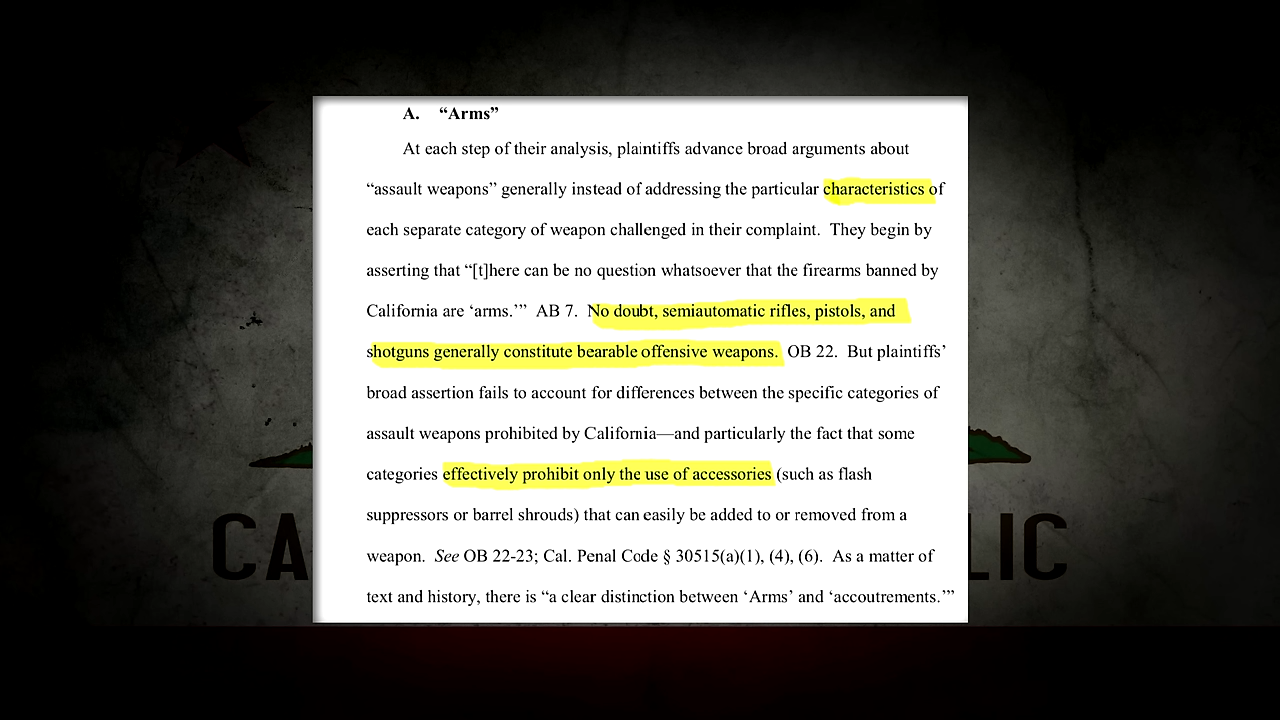 A. “Arms”
At each step of their analysis, plaintiffs advance broad arguments about
“assault weapons” generally instead of addressing the particular characteristics of
each separate category of weapon challenged in their complaint. They begin by
asserting that “[t]here can be no question whatsoever that the firearms banned by
California are ‘arms.’” AB 7. No doubt, semiautomatic rifles, pistols, and
shotguns generally constitute bearable offensive weapons. OB 22. But plaintiffs’
broad assertion fails to account for differences between the specific categories of
assault weapons prohibited by California—and particularly the fact that some
categories effectively prohibit only the use of accessories (such as flash
suppressors or barrel shrouds) that can easily be added to or removed from a
weapon. See OB 22-23; Cal. Penal Code § 30515(a)(1), (4), (6). As a matter of
text and history, there is “a clear distinction between ‘Arms’ and ‘accoutrements.’”
CA
LIC